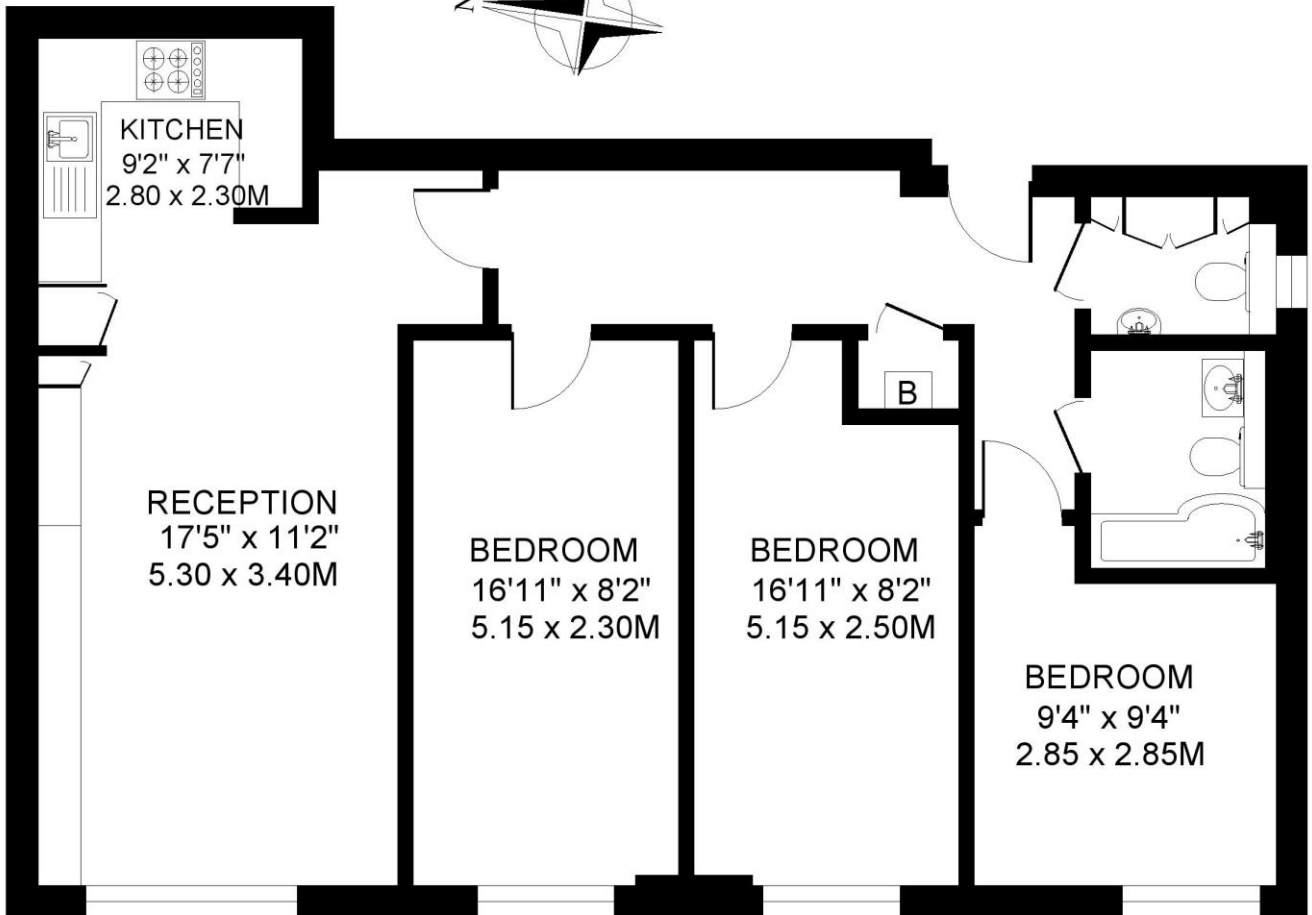 N
KITCHEN
9'2" x 7'7"
2.80 x 2.30M
B
RECEPTION
17'5" x 11'2"
5.30 x 3.40M
BEDROOM
16'11" x 8'2"
5.15 x 2.30M
BEDROOM
16'11" x 8'2"
5.15 x 2.50M
BEDROOM
9'4" x 9'4"
2.85 x 2.85M